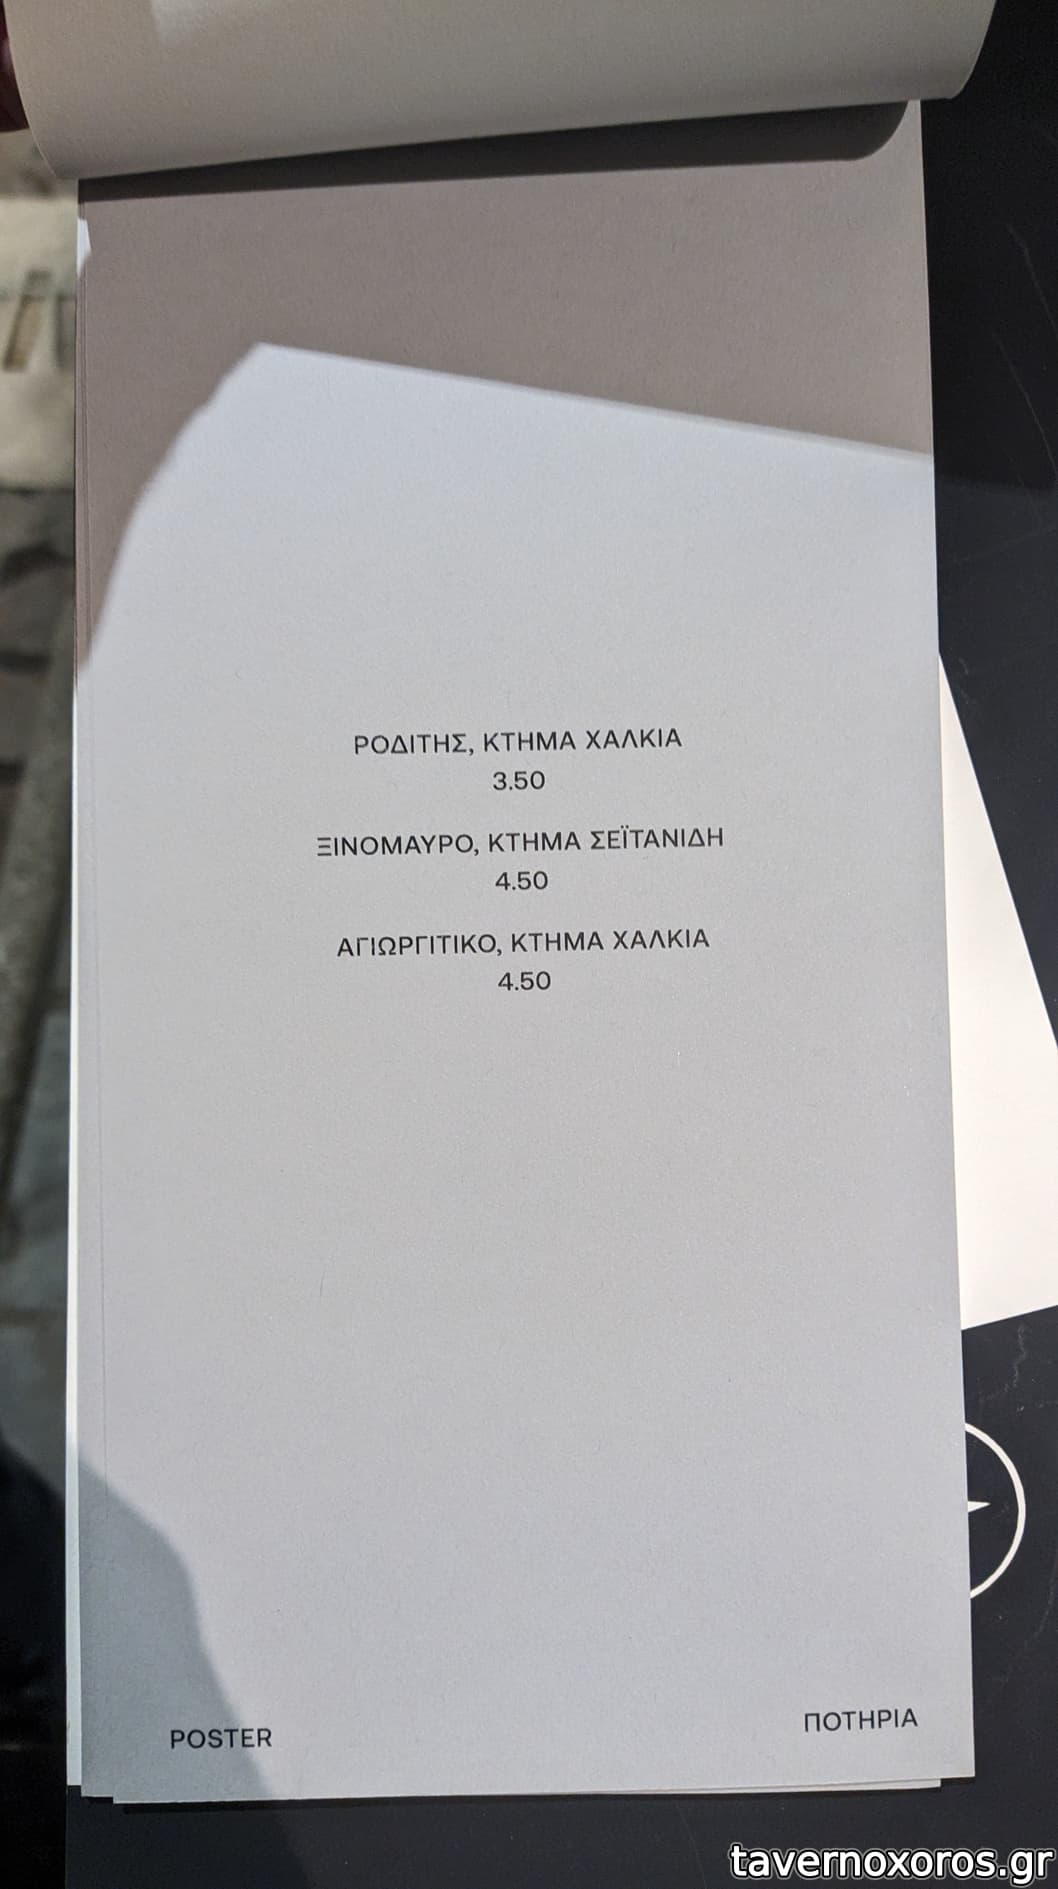 ΡΟΔΙΤΗΣ, ΚΤΗΜΑ ΧΑΛΚΙΑ
3.50
ΞΙΝΟΜΑΥΡΟ, ΚΤΗΜΑ ΣΕΪΤΑΝΙΔΗ
4.50
ΑΓΙΩΡΓΙΤΙΚΟ, ΚΤΗΜΑ ΧΑΛΚΙΑ
4.50
POSTER
ΠΟΤΗΡΙΑ
tavernoxoros.gr